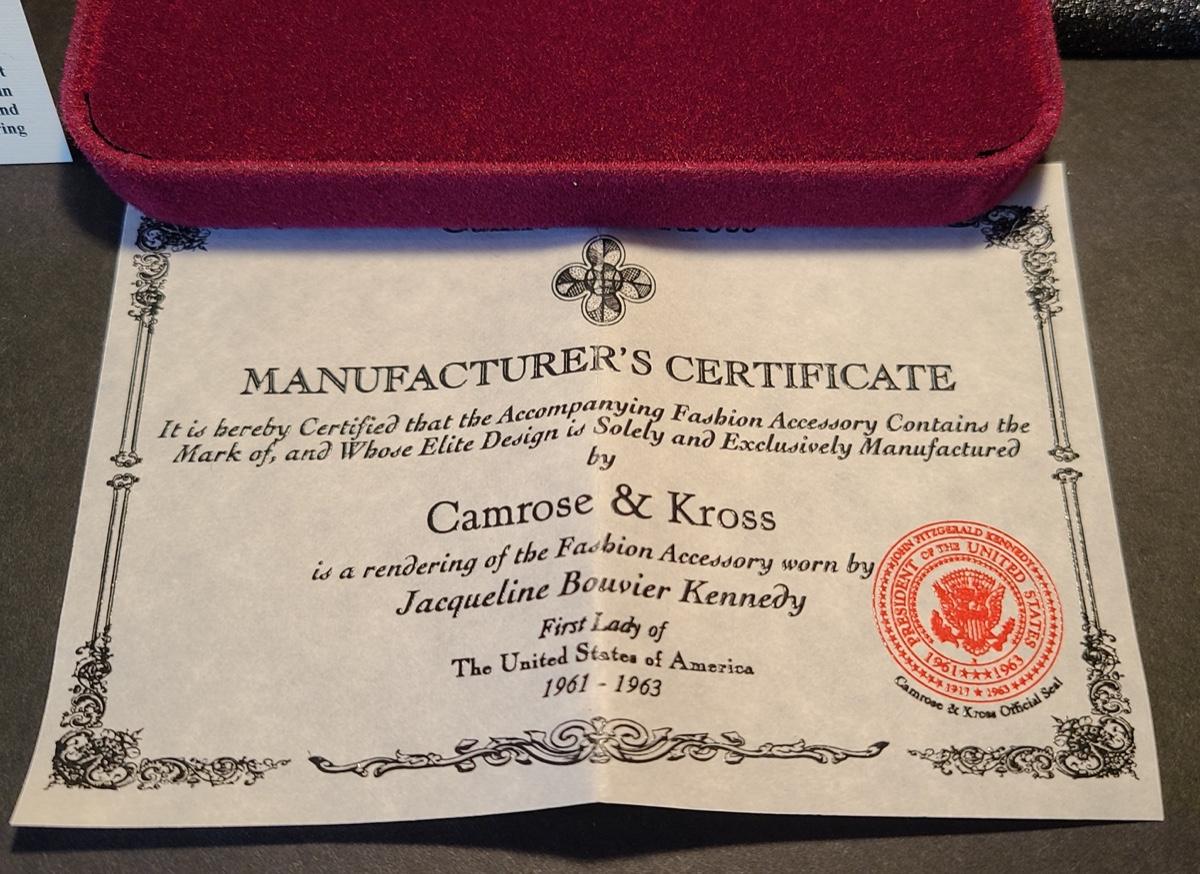 nd
ring
Kross
MANUFACTURER'S CERTIFICATE
It is hereby Certified that the Accompanying Fashion Accessory Contains the
Mark of, and Whose Elite Design is Solely and Exclusively Manufactured
by
Camrose & Kross
is a rendering of the Fashion Accessory worn by
Jacqueline Bouvier Kennedy
First Lady of
The United States of America
1961 - 1963
JOHN FITZGERALD KENNEDY
PRESIDENT OF THE UNITED STATES
1961 ★★★ 1963
1917 ★ 1963
Camrose & Kross Official Seal